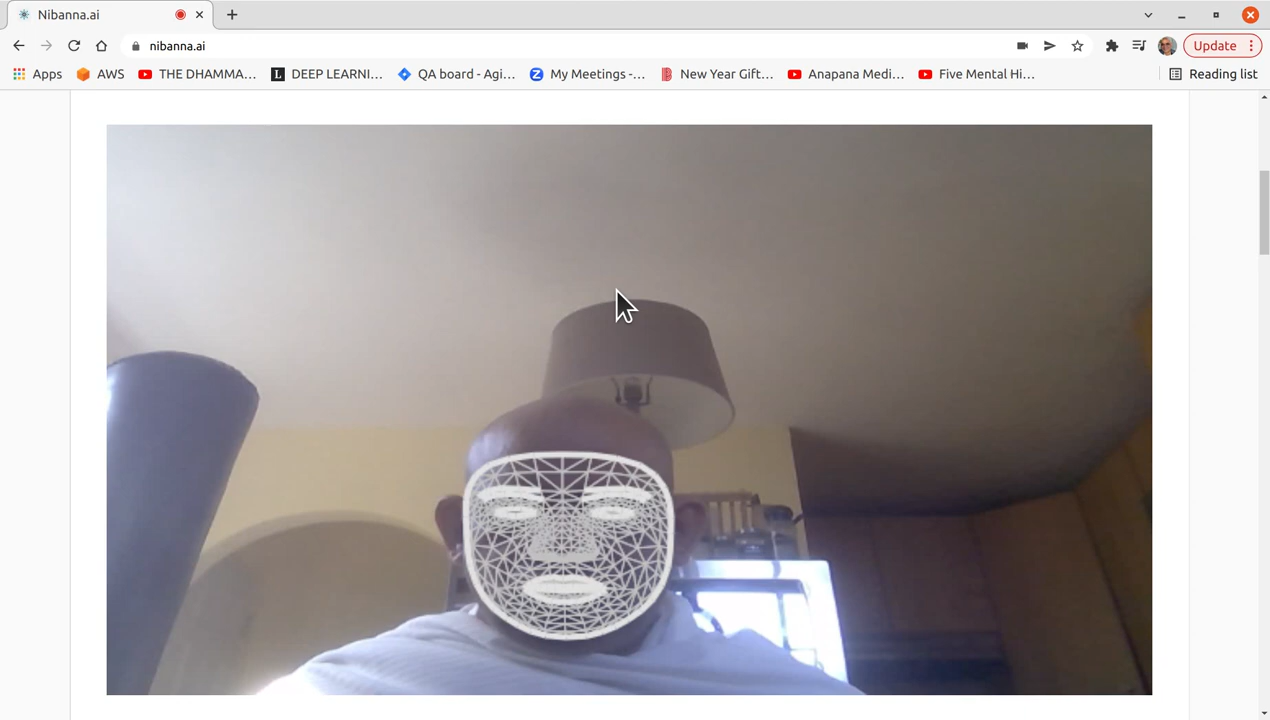 Nibanna.ai
nibanna.ai
Update
Apps
AWS
THE DHAMMA...
L
DEEP LEARNI...
QA board - Agi...
Z
My Meetings -...
B
New Year Gift...
Anapana Medi...
Five Mental Hi...
Reading list